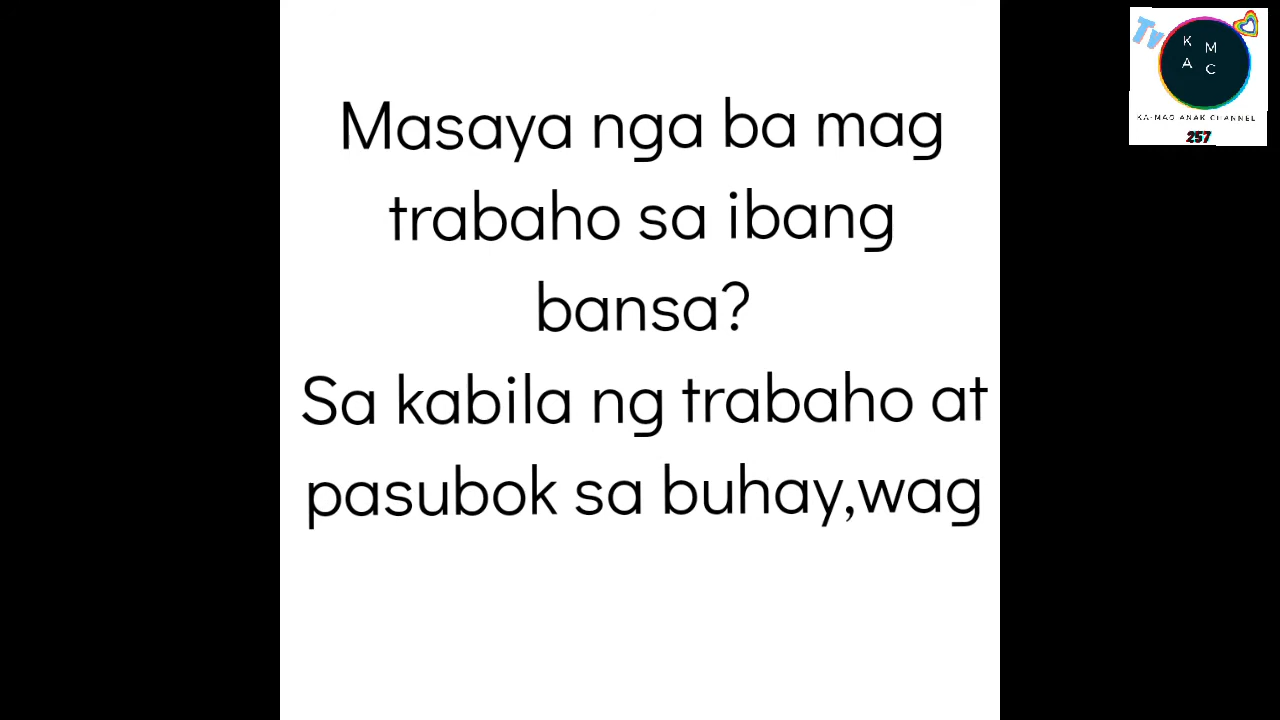 Masaya nga ba mag
trabaho sa ibang
bansa?
Sa kabila ng trabaho at
pasubok sa buhay,wag
Tv
K M
A C
KA-MAG ANAK CHANNEL
257